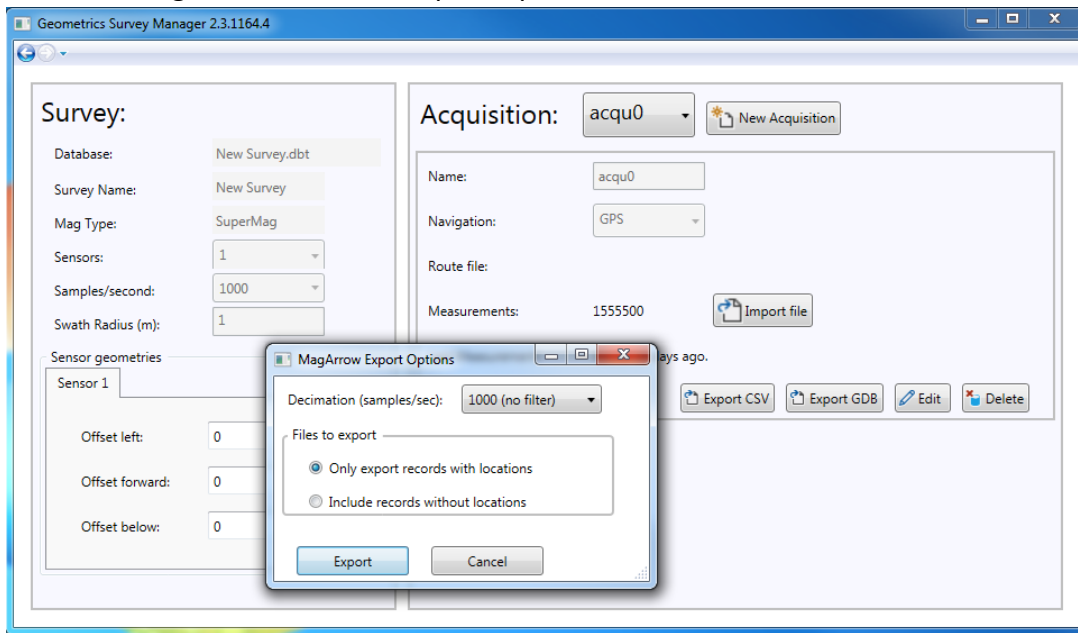 Geometrics Survey Manager 2.3.1164.4
Survey:
Database: New Survey.dbt
Survey Name: New Survey
Mag Type: SuperMag
Sensors: 1
Samples/second: 1000
Swath Radius (m): 1
Sensor geometries
Sensor 1
Offset left: 0
Offset forward: 0
Offset below: 0
Acquisition: acqu0 New Acquisition
Name: acqu0
Navigation: GPS
Route file:
Measurements: 1555500 Import file
ays ago.
Export CSV Export GDB Edit Delete
MagArrow Export Options
Decimation (samples/sec): 1000 (no filter)
Files to export
Only export records with locations
Include records without locations
Export Cancel